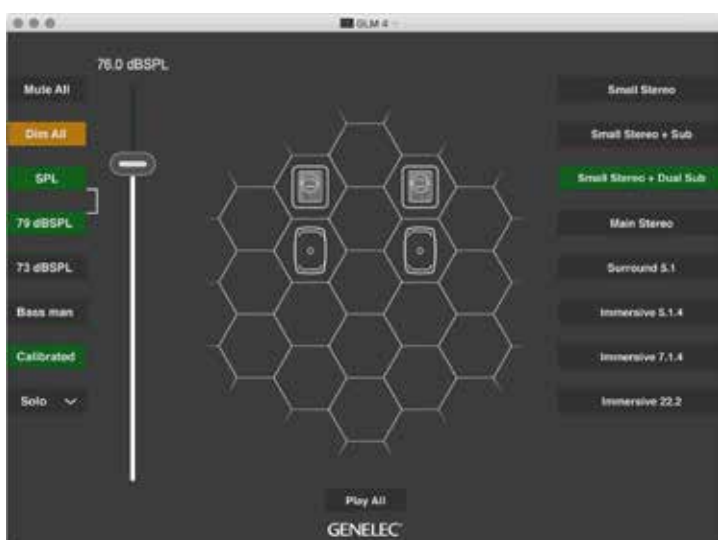 GLM 4
76.0 dBSPL
Mute All
Dim All
SPL
79 dBSPL
73 dBSPL
Bass man
Calibrated
Solo
Small Stereo
Small Stereo + Sub
Small Stereo + Dual Sub
Main Stereo
Surround 5.1
Immersive 5.1.4
Immersive 7.1.4
Immersive 22.2
Play All
GENELEC